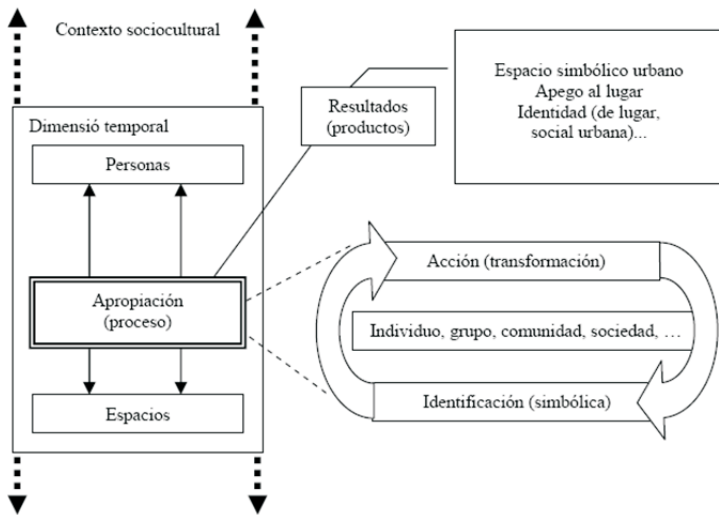 Contexto sociocultural
Dimensió temporal
Personas
Apropiación
(proceso)
Espacios
Resultados
(productos)
Espacio simbólico urbano
Apego al lugar
Identidad (de lugar,
social urbana)...
Acción (transformación)
Individuo, grupo, comunidad, sociedad, …
Identificación (simbólica)